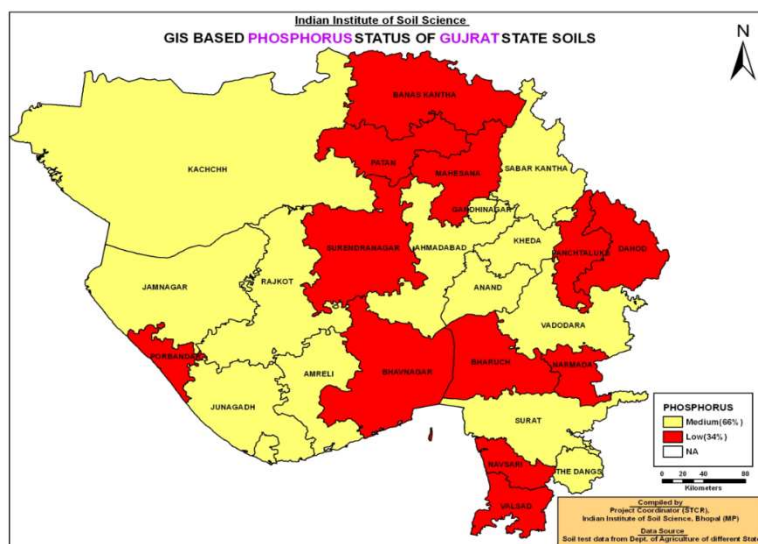 Indian Institute of Soil Science
GIS BASED PHOSPHORUS STATUS OF GUJRAT STATE SOILS
N
BANAS KANTHA
KACHCHH
PATAN
MAHESANA
SABAR KANTHA
GANDHINAGAR
SURENDRANAGAR
AHMADABAD
KHEDA
PANCHTALUKS
DAHOD
JAMNAGAR
RAJKOT
ANAND
VADODARA
PORBANDAR
AMRELI
BHAVNAGAR
BHARUCH
NARMADA
JUNAGADH
SURAT
NAVSARI
THE DANGS
VALSAD
PHOSPHORUS
Medium(66%)
Low(34%)
NA
20 0 20 40 80
Kilometers
Compiled by
Project Coordinator (STCR),
Indian Institute of Soil Science, Bhopal (MP)
Data Source
Soil test data from Dept. of Agriculture of different State